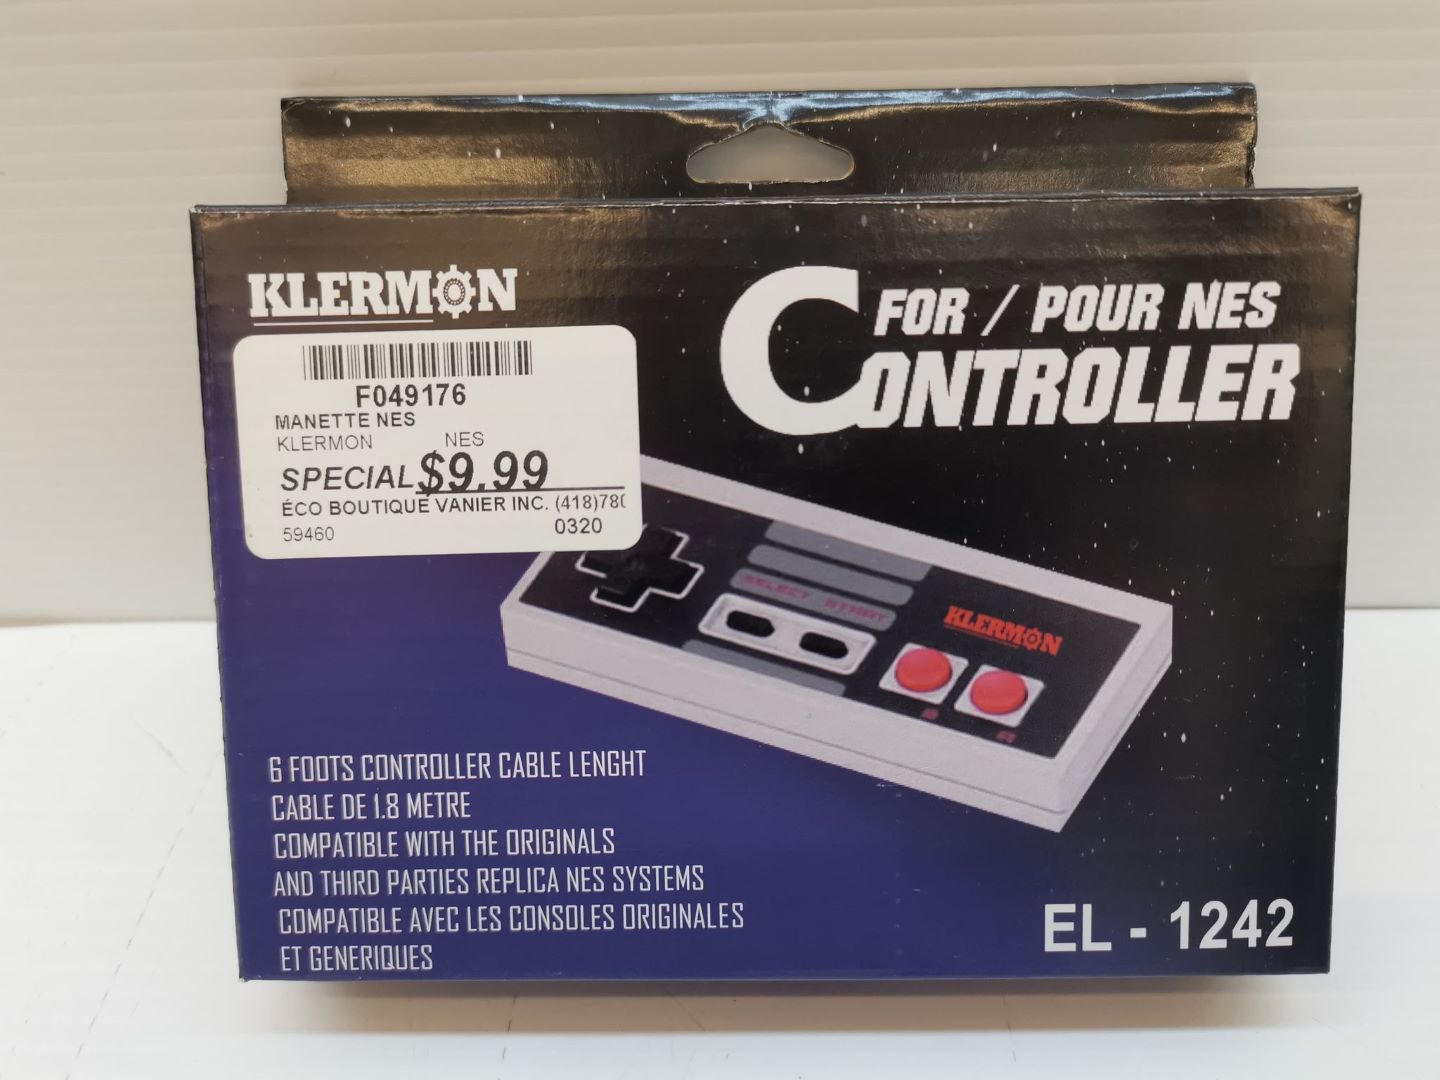 KLERMON
FOR / POUR NES
CONTROLLER
F049176
MANETTE NES
KLERMON NES
SPECIAL $9.99
ÉCO BOUTIQUE VANIER INC. (418)780
59460 0320
SELECT START
KLERMON
6 FOOTS CONTROLLER CABLE LENGHT
CABLE DE 1.8 METRE
COMPATIBLE WITH THE ORIGINALS
AND THIRD PARTIES REPLICA NES SYSTEMS
COMPATIBLE AVEC LES CONSOLES ORIGINALES
ET GENERIQUES
EL - 1242